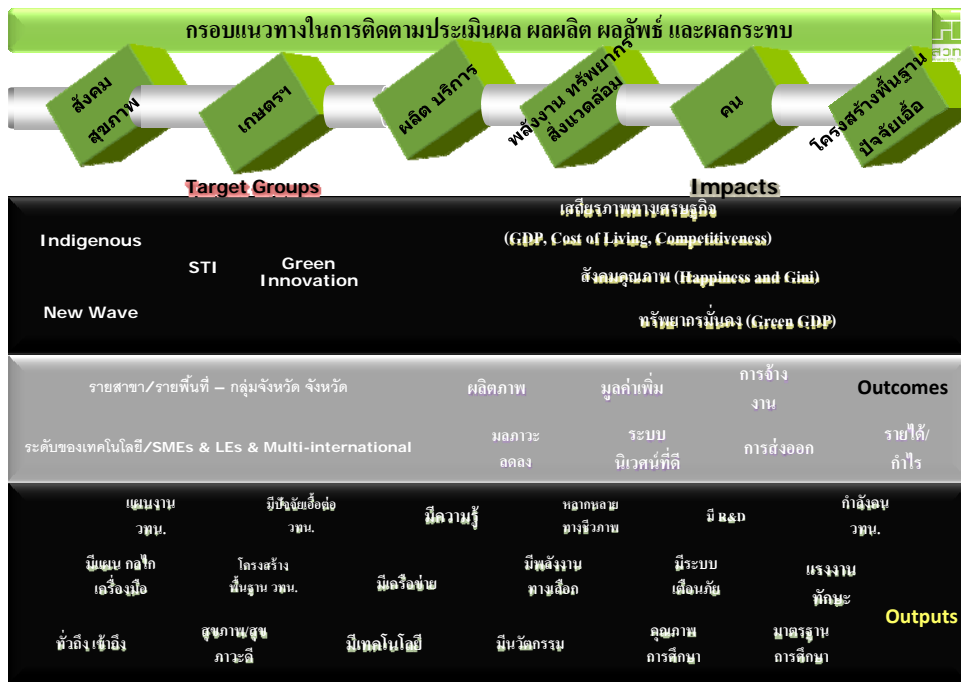 กรอบแนวทางในการติดตามประเมินผล ผลผลิต ผลลัพธ์ และผลกระทบ
สวทน
สังคม
สุขภาพ
เกษตรฯ
ผลิต บริการ
พลังงาน ทรัพยากร
สิ่งแวดล้อม
คน
โครงสร้างพื้นฐาน
ปัจจัยเอื้อ
Target Groups
Impacts
เสถียรภาพทางเศรษฐกิจ
Indigenous
(GDP, Cost of Living, Competitiveness)
STI
Green
Innovation
สังคมคุณภาพ (Happiness and Gini)
New Wave
ทรัพยากรมั่นคง (Green GDP)
รายสาขา/รายพื้นที่ – กลุ่มจังหวัด จังหวัด
ผลิตภาพ
มูลค่าเพิ่ม
การจ้าง
งาน
Outcomes
ระดับของเทคโนโลยี/SMEs & LEs & Multi-international
มลภาวะ
ลดลง
ระบบ
นิเวศน์ที่ดี
การส่งออก
รายได้/
กำไร
แผนงาน
วทน.
มีปัจจัยเอื้อต่อ
วทน.
มีความรู้
หลากหลาย
ทางชีวภาพ
มี R&D
กำลังคน
วทน.
มีแผน กลไก
เครื่องมือ
โครงสร้าง
พื้นฐาน วทน.
มีเครือข่าย
มีพลังงาน
ทางเลือก
มีระบบ
เตือนภัย
แรงงาน
ทักษะ
Outputs
ทั่วถึง เข้าถึง
สุขภาพ/สุข
ภาวะดี
มีเทคโนโลยี
มีนวัตกรรม
คุณภาพ
การศึกษา
มาตรฐาน
การศึกษา